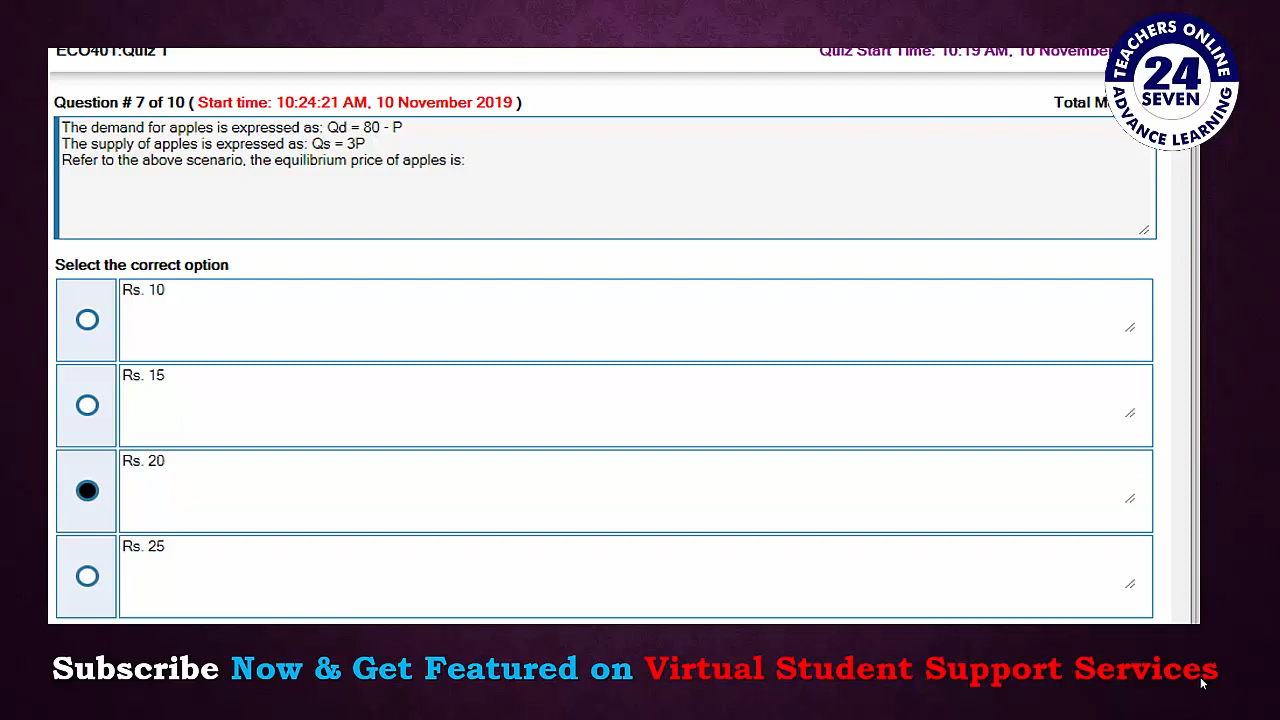 ECO401:Quiz 1
Quiz Start Time: 10:19 AM, 10 November
TEACHERS ONLINE
24
SEVEN
ADVANCE LEARNING
Question # 7 of 10 ( Start time: 10:24:21 AM, 10 November 2019 )
Total M
The demand for apples is expressed as: Qd = 80 - P
The supply of apples is expressed as: Qs = 3P
Refer to the above scenario, the equilibrium price of apples is:
Select the correct option
Rs. 10
Rs. 15
Rs. 20
Rs. 25
Subscribe Now & Get Featured on Virtual Student Support Services